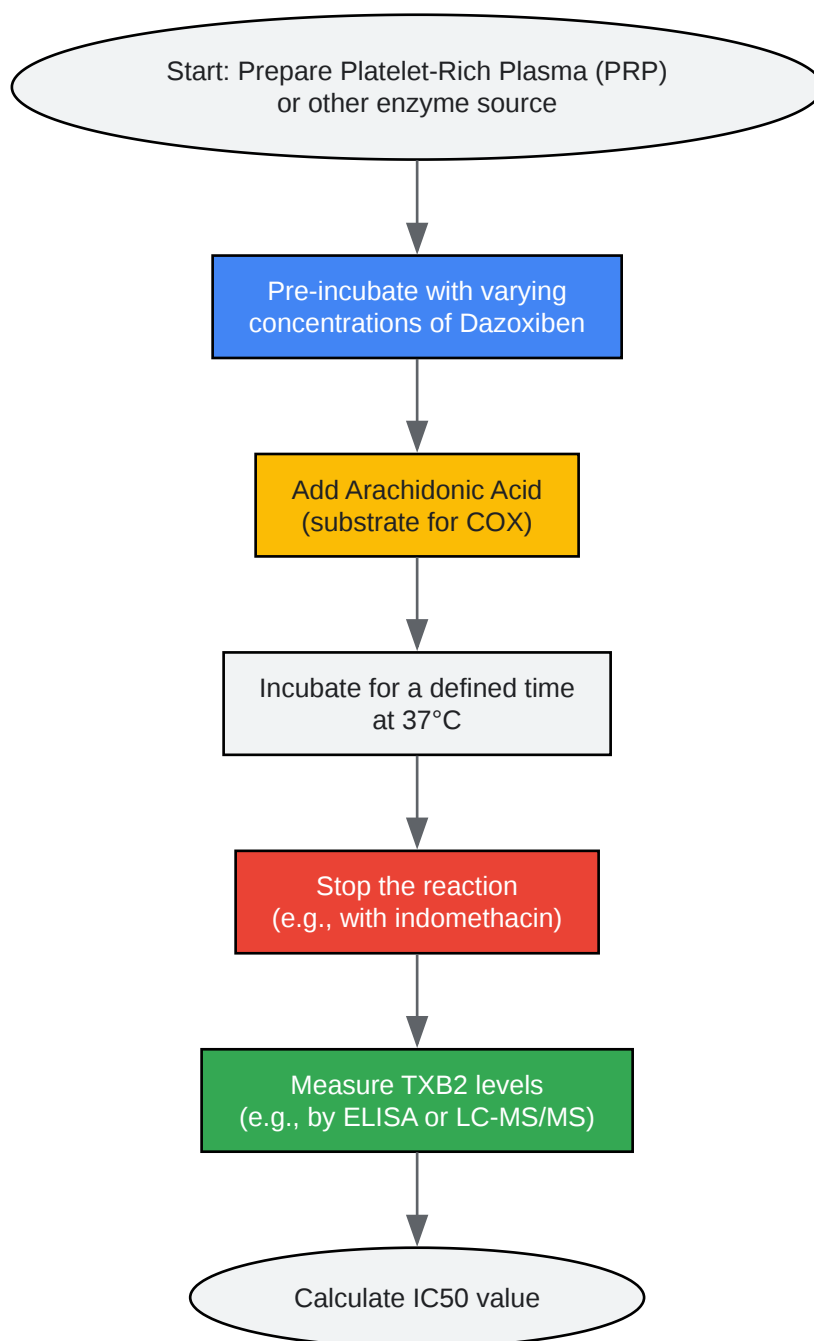 Start: Prepare Platelet-Rich Plasma (PRP)
or other enzyme source
Pre-incubate with varying
concentrations of Dazoxiben
Add Arachidonic Acid
(substrate for COX)
Incubate for a defined time
at 37°C
Stop the reaction
(e.g., with indomethacin)
Measure TXB2 levels
(e.g., by ELISA or LC-MS/MS)
Calculate IC50 value